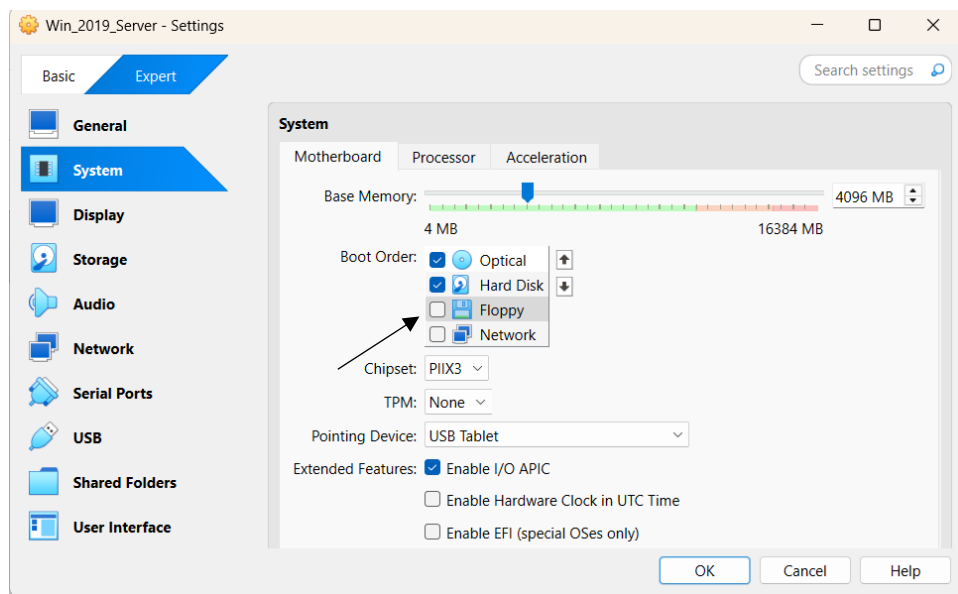 Win_2019_Server - Settings
Basic
Expert
Search settings
General
System
Display
Storage
Audio
Network
Serial Ports
USB
Shared Folders
User Interface
System
Motherboard Processor Acceleration
Base Memory: 4096 MB
4 MB 16384 MB
Boot Order: Optical
Hard Disk
Floppy
Network
Chipset: PIIX3
TPM: None
Pointing Device: USB Tablet
Extended Features: Enable I/O APIC
Enable Hardware Clock in UTC Time
Enable EFI (special OSes only)
OK Cancel Help